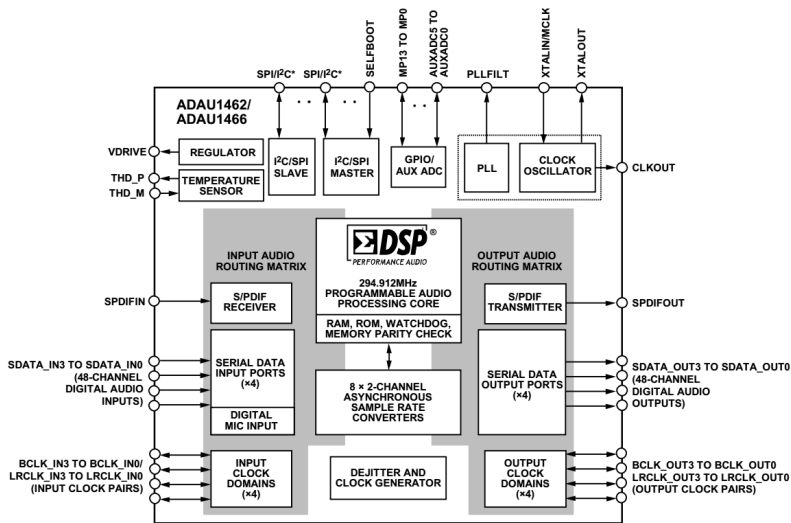 SPI/I²C*
SPI/I²C*
SELFBOOT
MP13 TO MP0
AUXADC5 TO
AUXADC0
PLLFILT
XTALIN/MCLK
XTALOUT
ADAU1462/
ADAU1466
VDRIVE
REGULATOR
THD_P
THD_M
TEMPERATURE
SENSOR
I²C/SPI
SLAVE
I²C/SPI
MASTER
GPIO/
AUX ADC
PLL
CLOCK
OSCILLATOR
CLKOUT
INPUT AUDIO
ROUTING MATRIX
ΣDSP®
PERFORMANCE AUDIO
294.912MHz
PROGRAMMABLE AUDIO
PROCESSING CORE
RAM, ROM, WATCHDOG,
MEMORY PARITY CHECK
OUTPUT AUDIO
ROUTING MATRIX
SPDIFIN
S/PDIF
RECEIVER
S/PDIF
TRANSMITTER
SPDIFOUT
SDATA_IN3 TO SDATA_IN0
(48-CHANNEL
DIGITAL AUDIO
INPUTS)
SERIAL DATA
INPUT PORTS
(×4)
DIGITAL
MIC INPUT
8 × 2-CHANNEL
ASYNCHRONOUS
SAMPLE RATE
CONVERTERS
SERIAL DATA
OUTPUT PORTS
(×4)
SDATA_OUT3 TO SDATA_OUT0
(48-CHANNEL
DIGITAL AUDIO
OUTPUTS)
BCLK_IN3 TO BCLK_IN0/
LRCLK_IN3 TO LRCLK_IN0
(INPUT CLOCK PAIRS)
INPUT
CLOCK
DOMAINS
(×4)
DEJITTER AND
CLOCK GENERATOR
OUTPUT
CLOCK
DOMAINS
(×4)
BCLK_OUT3 TO BCLK_OUT0
LRCLK_OUT3 TO LRCLK_OUT0
(OUTPUT CLOCK PAIRS)